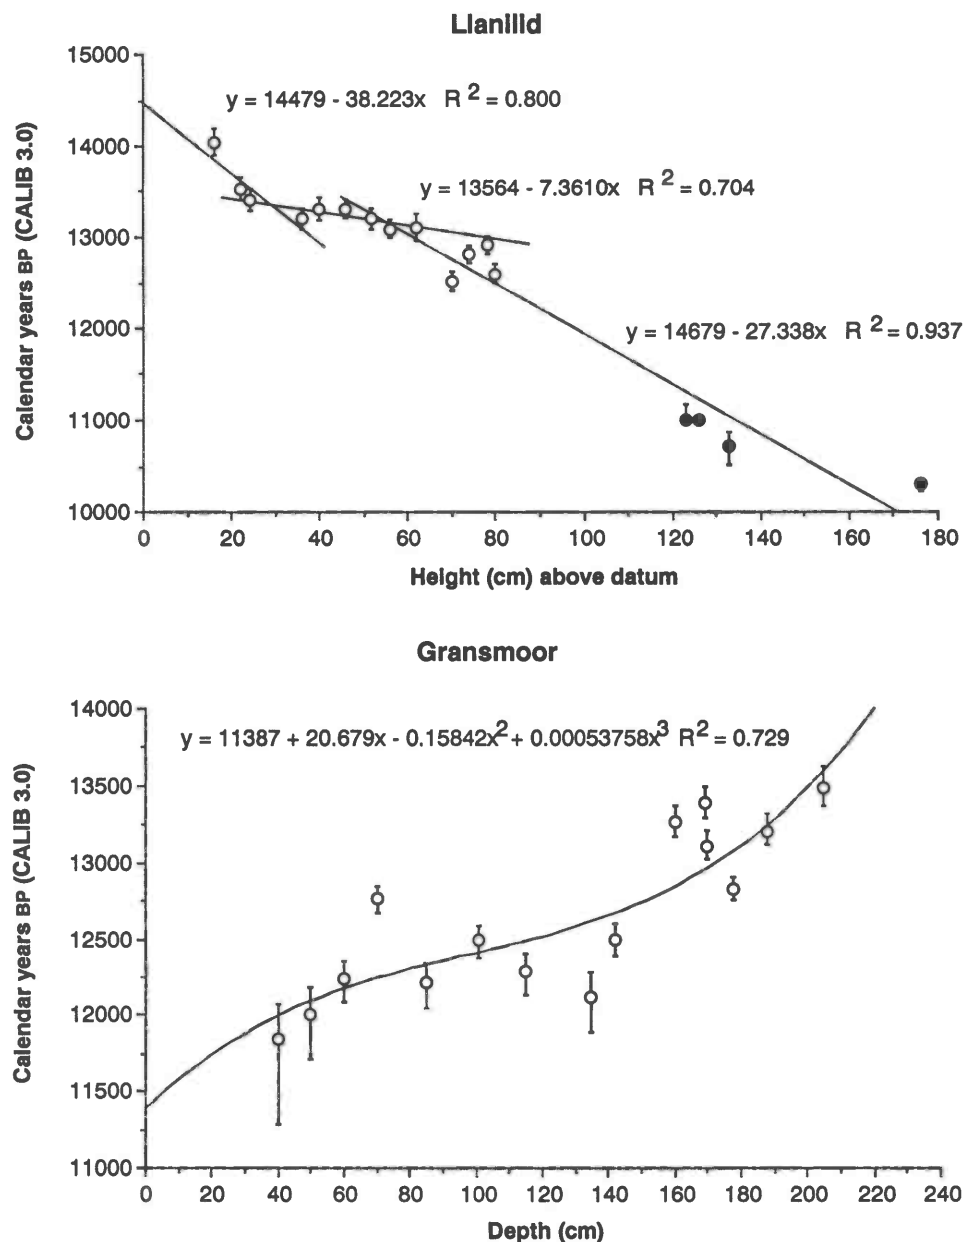 Llanilid
15000
14000
13000
12000
11000
10000
Calendar years BP (CALIB 3.0)
y = 14479 - 38.223x R 2 = 0.800
y = 13564 - 7.3610x R 2 = 0.704
y = 14679 - 27.338x R 2 = 0.937
0 20 40 60 80 100 120 140 160 180
Height (cm) above datum
Gransmoor
14000
13500
13000
12500
12000
11500
11000
Calendar years BP (CALIB 3.0)
y = 11387 + 20.679x - 0.15842x2 + 0.00053758x3 R2 = 0.729
0 20 40 60 80 100 120 140 160 180 200 220 240
Depth (cm)